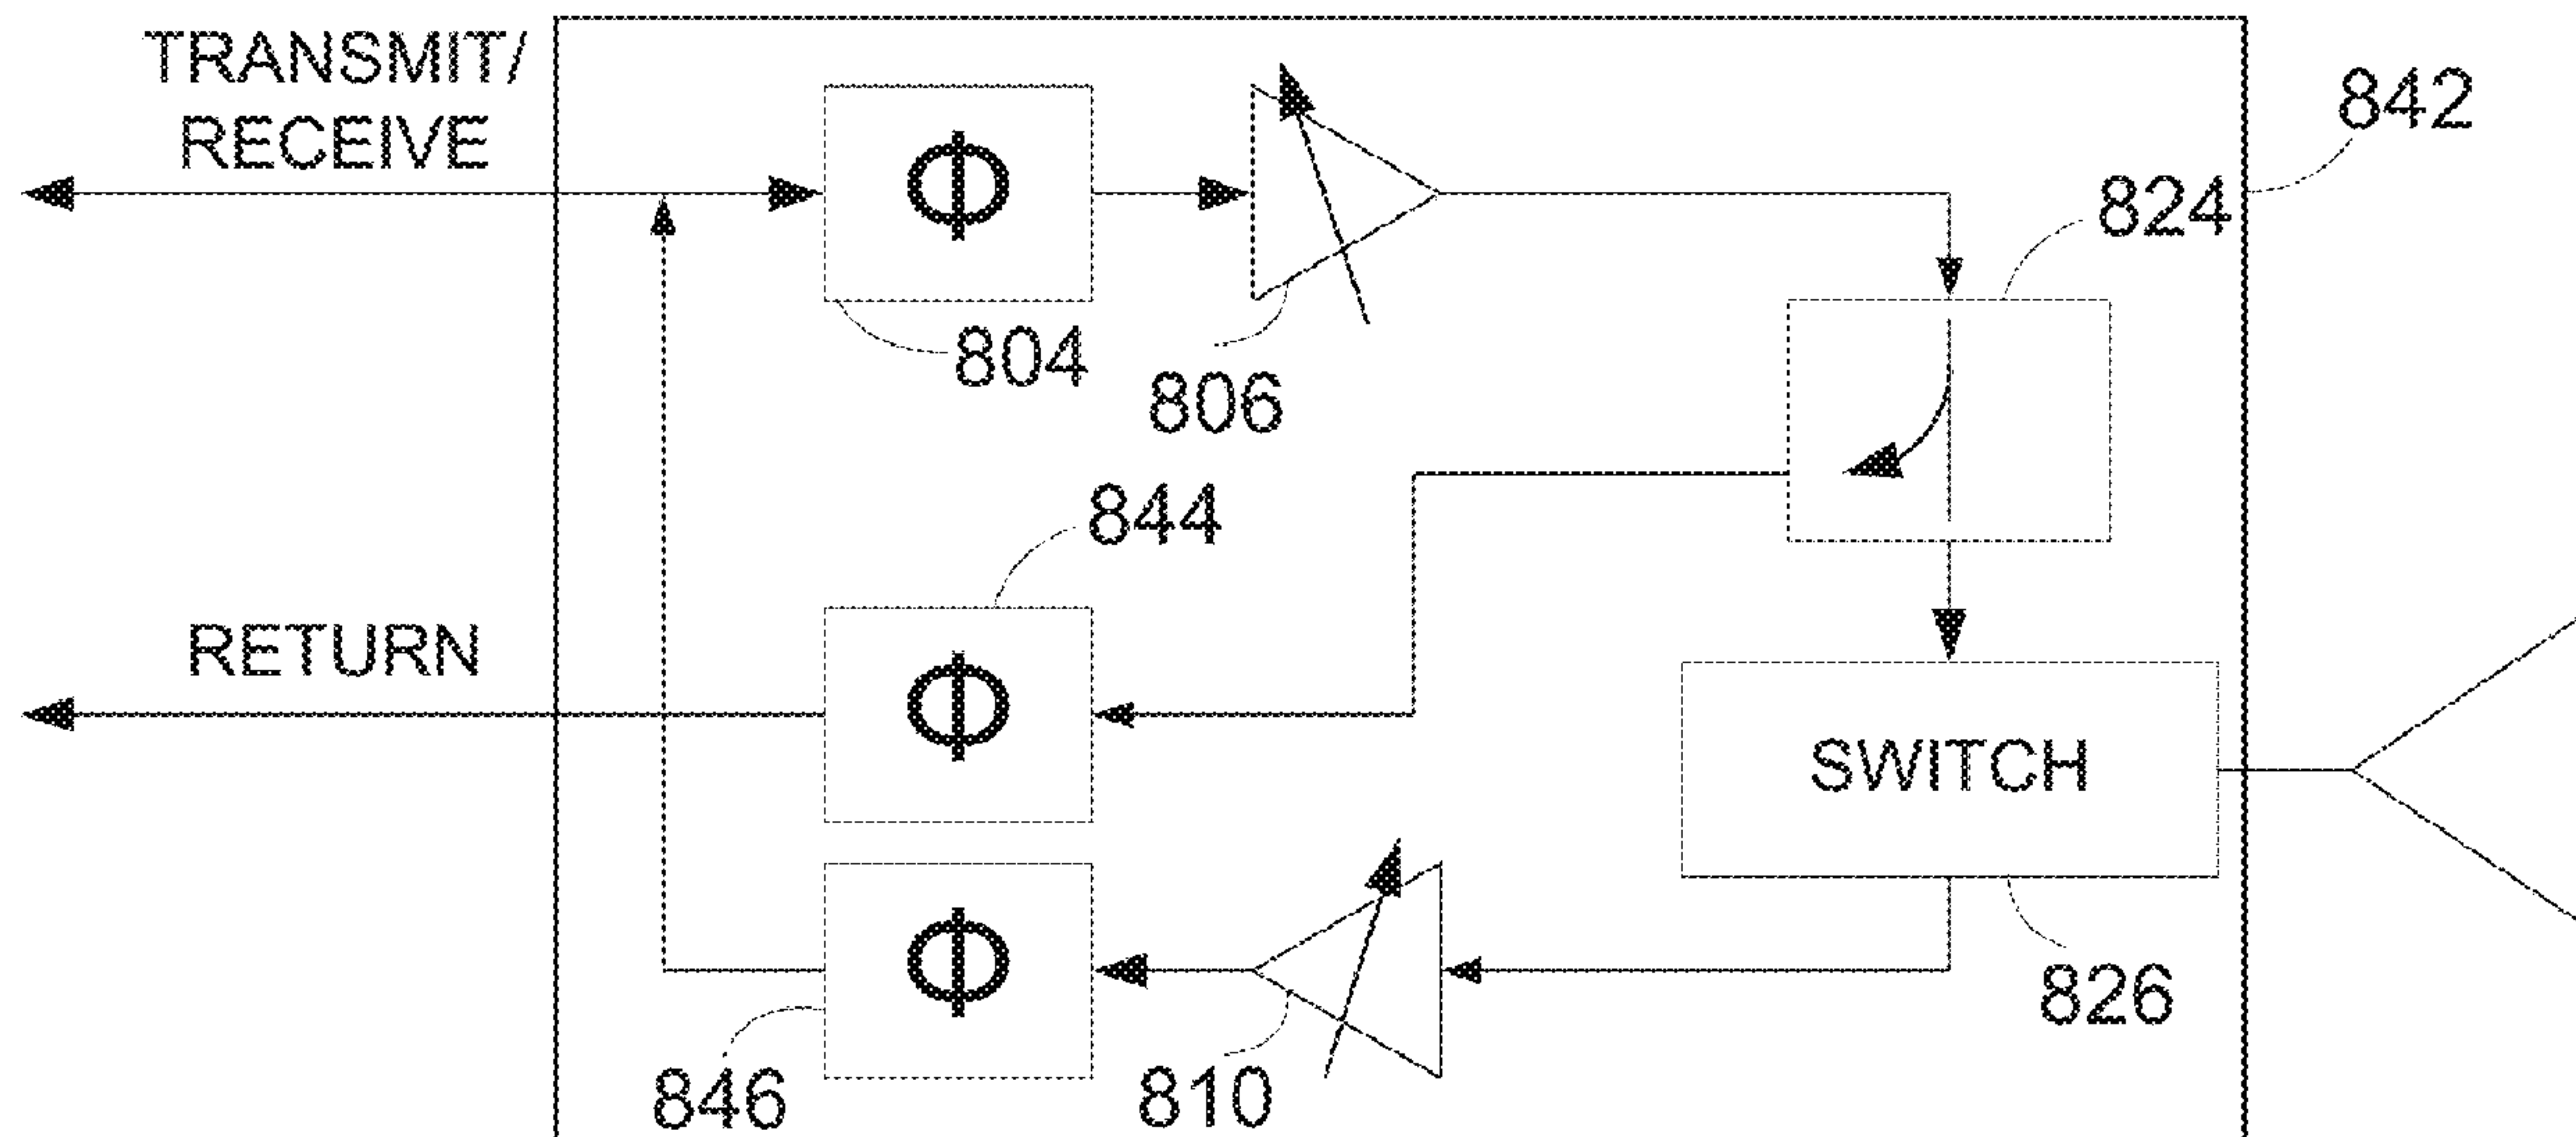 TRANSMIT/
RECEIVE
842
Φ
824
804
806
844
RETURN
Φ
SWITCH
Φ
826
846
810